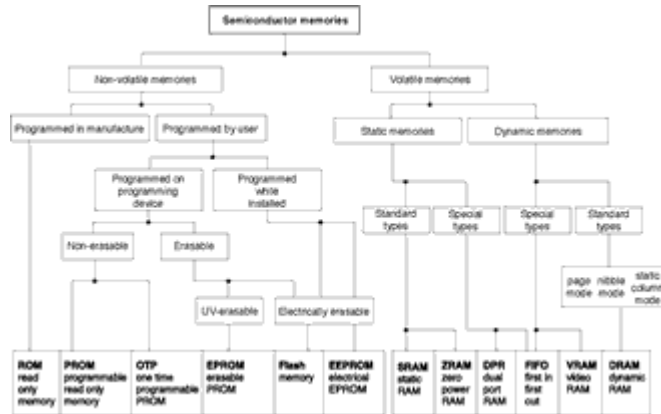 Semiconductor memories
Non-volatile memories
Volatile memories
Programmed in manufacture
Programmed by user
Static memories
Dynamic memories
Programmed on
programming
device
Programmed
while
installed
Standard
types
Special
types
Special
types
Standard
types
Non-erasable
Erasable
page
mode
nibble
mode
static
column
mode
UV-erasable
Electrically erasable
ROM
read
only
memory
PROM
programmable
read only
memory
OTP
one time
programmable
PROM
EPROM
erasable
PROM
Flash
memory
EEPROM
electrical
EPROM
SRAM
static
RAM
ZRAM
zero
power
RAM
DPR
dual
port
RAM
FIFO
first in
first
out
VRAM
video
RAM
DRAM
dynamic
RAM